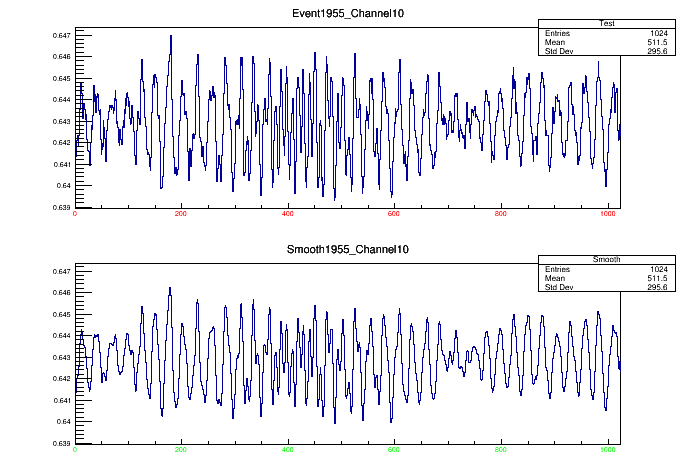 Event1955_Channel10
Test
Entries 1024
Mean 511.5
Std Dev 295.6
0.647
0.646
0.645
0.644
0.643
0.642
0.641
0.64
0.639
0 200 400 600 800 1000
Smooth1955_Channel10
Smooth
Entries 1024
Mean 511.5
Std Dev 295.6
0.647
0.646
0.645
0.644
0.643
0.642
0.641
0.64
0.639
0 200 400 600 800 1000